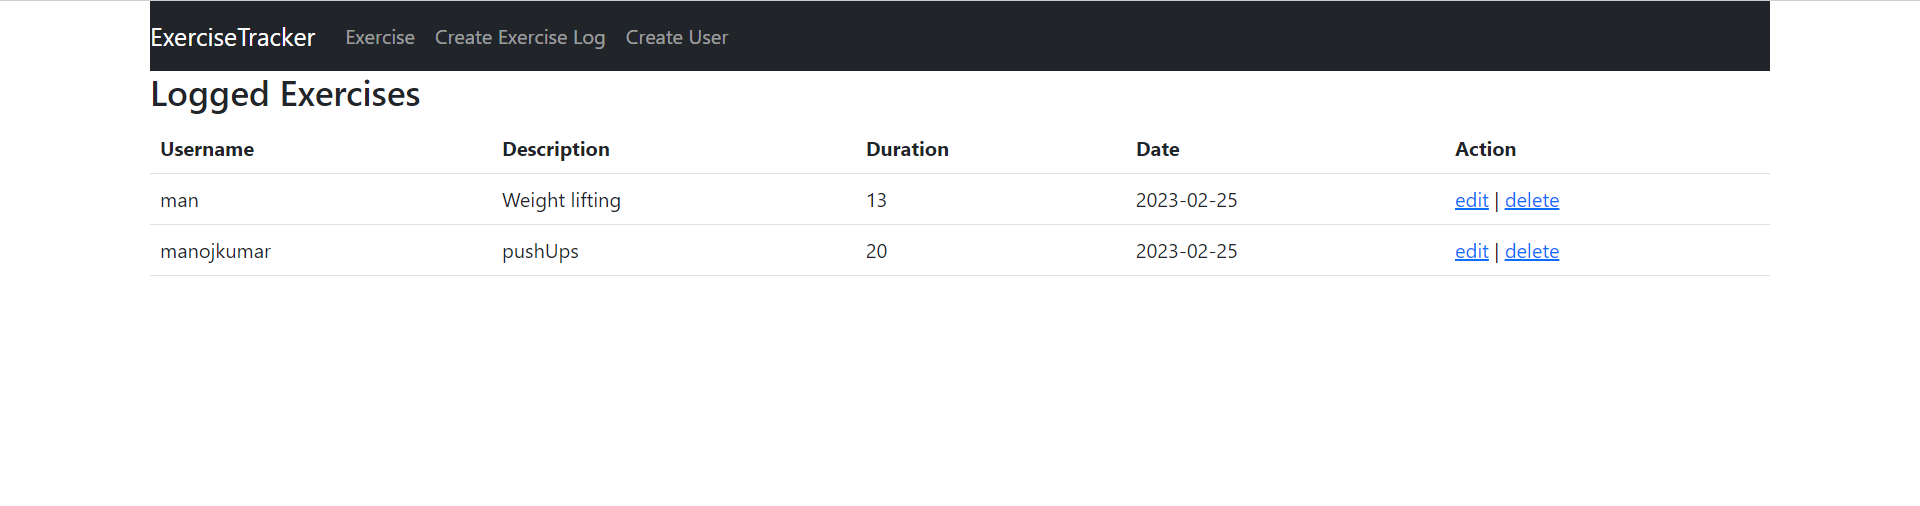 ExerciseTracker Exercise Create Exercise Log Create User
Logged Exercises
Username Description Duration Date Action
man Weight lifting 13 2023-02-25 edit | delete
manojkumar pushUps 20 2023-02-25 edit | delete